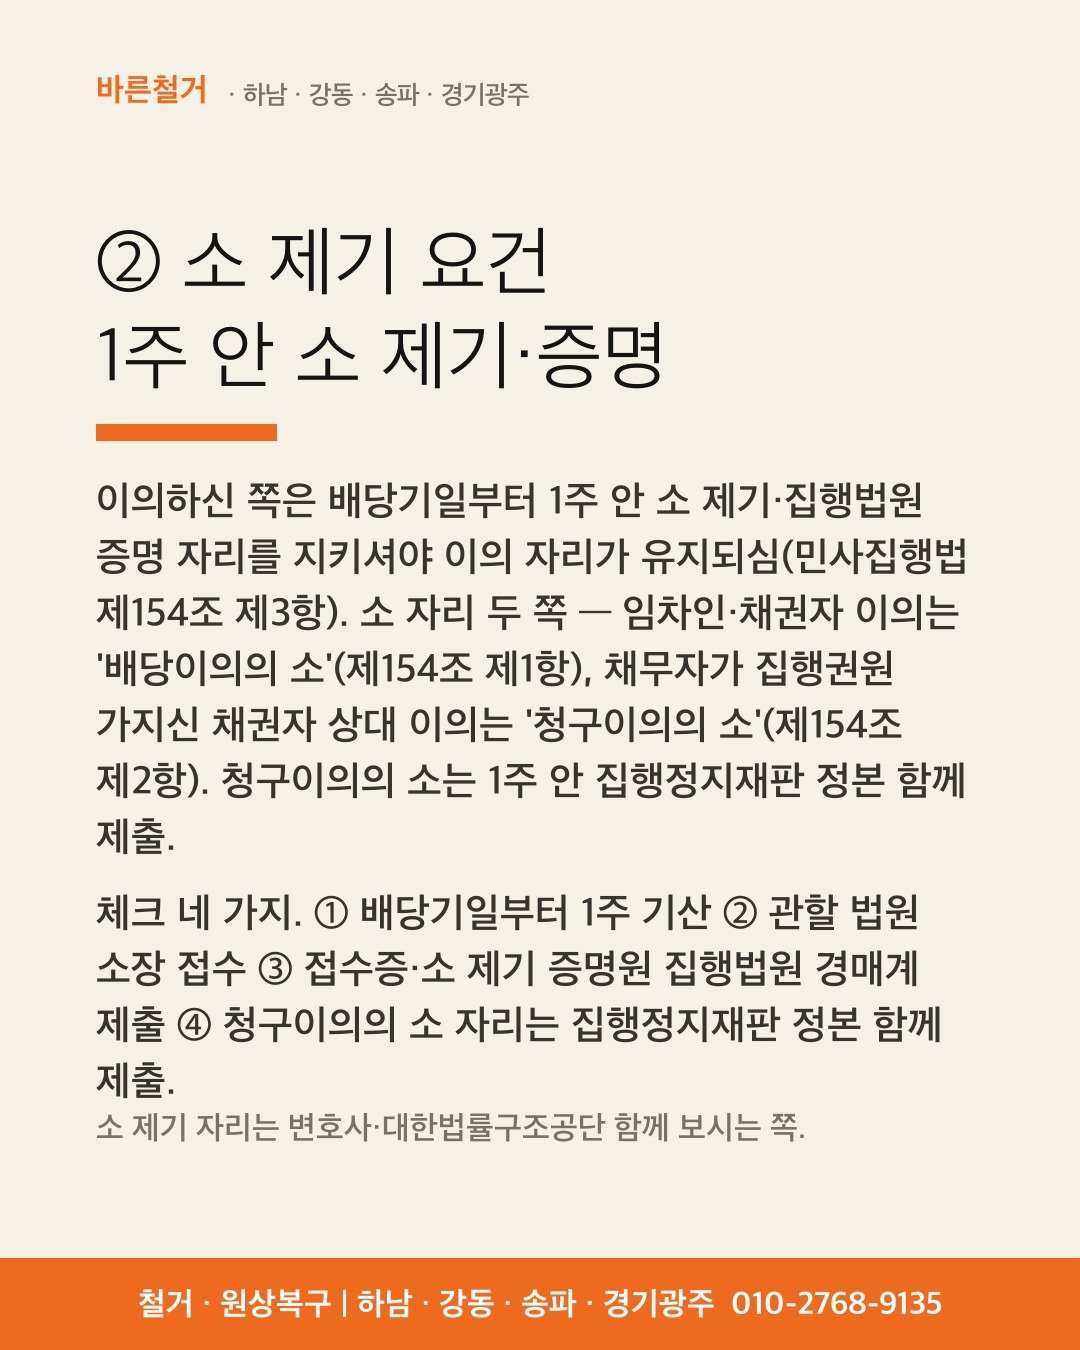 바른철거 · 하남 · 강동 · 송파 · 경기광주
② 소 제기 요건
1주 안 소 제기·증명
이의하신 쪽은 배당기일부터 1주 안 소 제기·집행법원
증명 자리를 지키셔야 이의 자리가 유지되심(민사집행법
제154조 제3항). 소 자리 두 쪽 — 임차인·채권자 이의는
'배당이의의 소'(제154조 제1항), 채무자가 집행권원
가지신 채권자 상대 이의는 '청구이의의 소'(제154조
제2항). 청구이의의 소는 1주 안 집행정지재판 정본 함께
제출.
체크 네 가지. ① 배당기일부터 1주 기산 ② 관할 법원
소장 접수 ③ 접수증·소 제기 증명원 집행법원 경매계
제출 ④ 청구이의의 소 자리는 집행정지재판 정본 함께
제출.
소 제기 자리는 변호사·대한법률구조공단 함께 보시는 쪽.
철거 · 원상복구 | 하남 · 강동 · 송파 · 경기광주 010-2768-9135